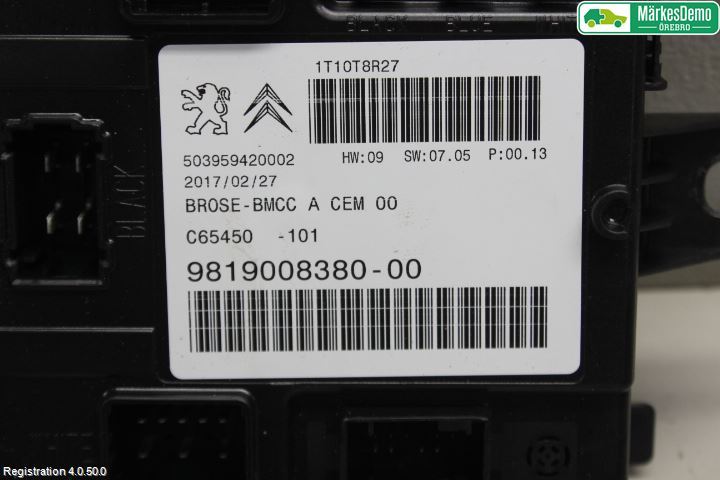 BLACK BLUE
MärkesDemo
ÖREBRO
1T10T8R27
503959420002 HW:09 SW:07.05 P:00.13
2017/02/27
BROSE-BMCC A CEM 00
C65450 -101
9819008380-00
BLACK
Registration 4.0.50.0